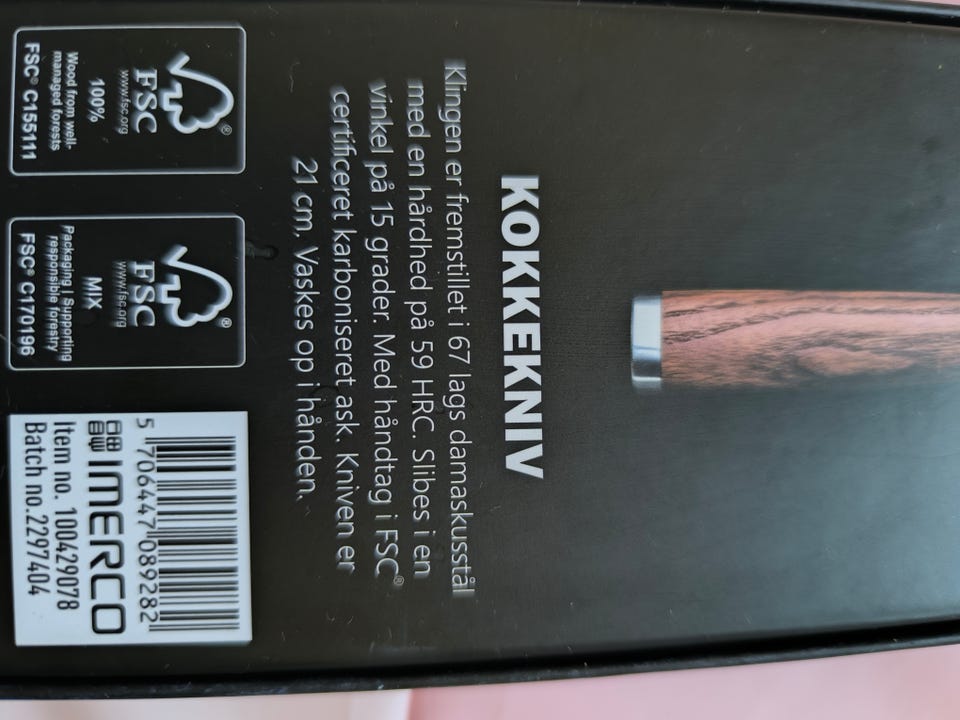 KOKKEKNIV
Klingen er fremstillet i 67 lags damaskusstål
med en hårdhed på 59 HRC. Slibes i en
vinkel på 15 grader. Med håndtag i FSC®
certificeret karboniseret ask. Kniven er
21 cm. Vaskes op i hånden.
®
FSC
www.fsc.org
100%
Wood from well-
managed forests
FSC® C155111
®
FSC
www.fsc.org
MIX
Packaging | Supporting
responsible forestry
FSC® C170196
5 706447 089282
IMERCO
Item no. 100429078
Batch no.2297404